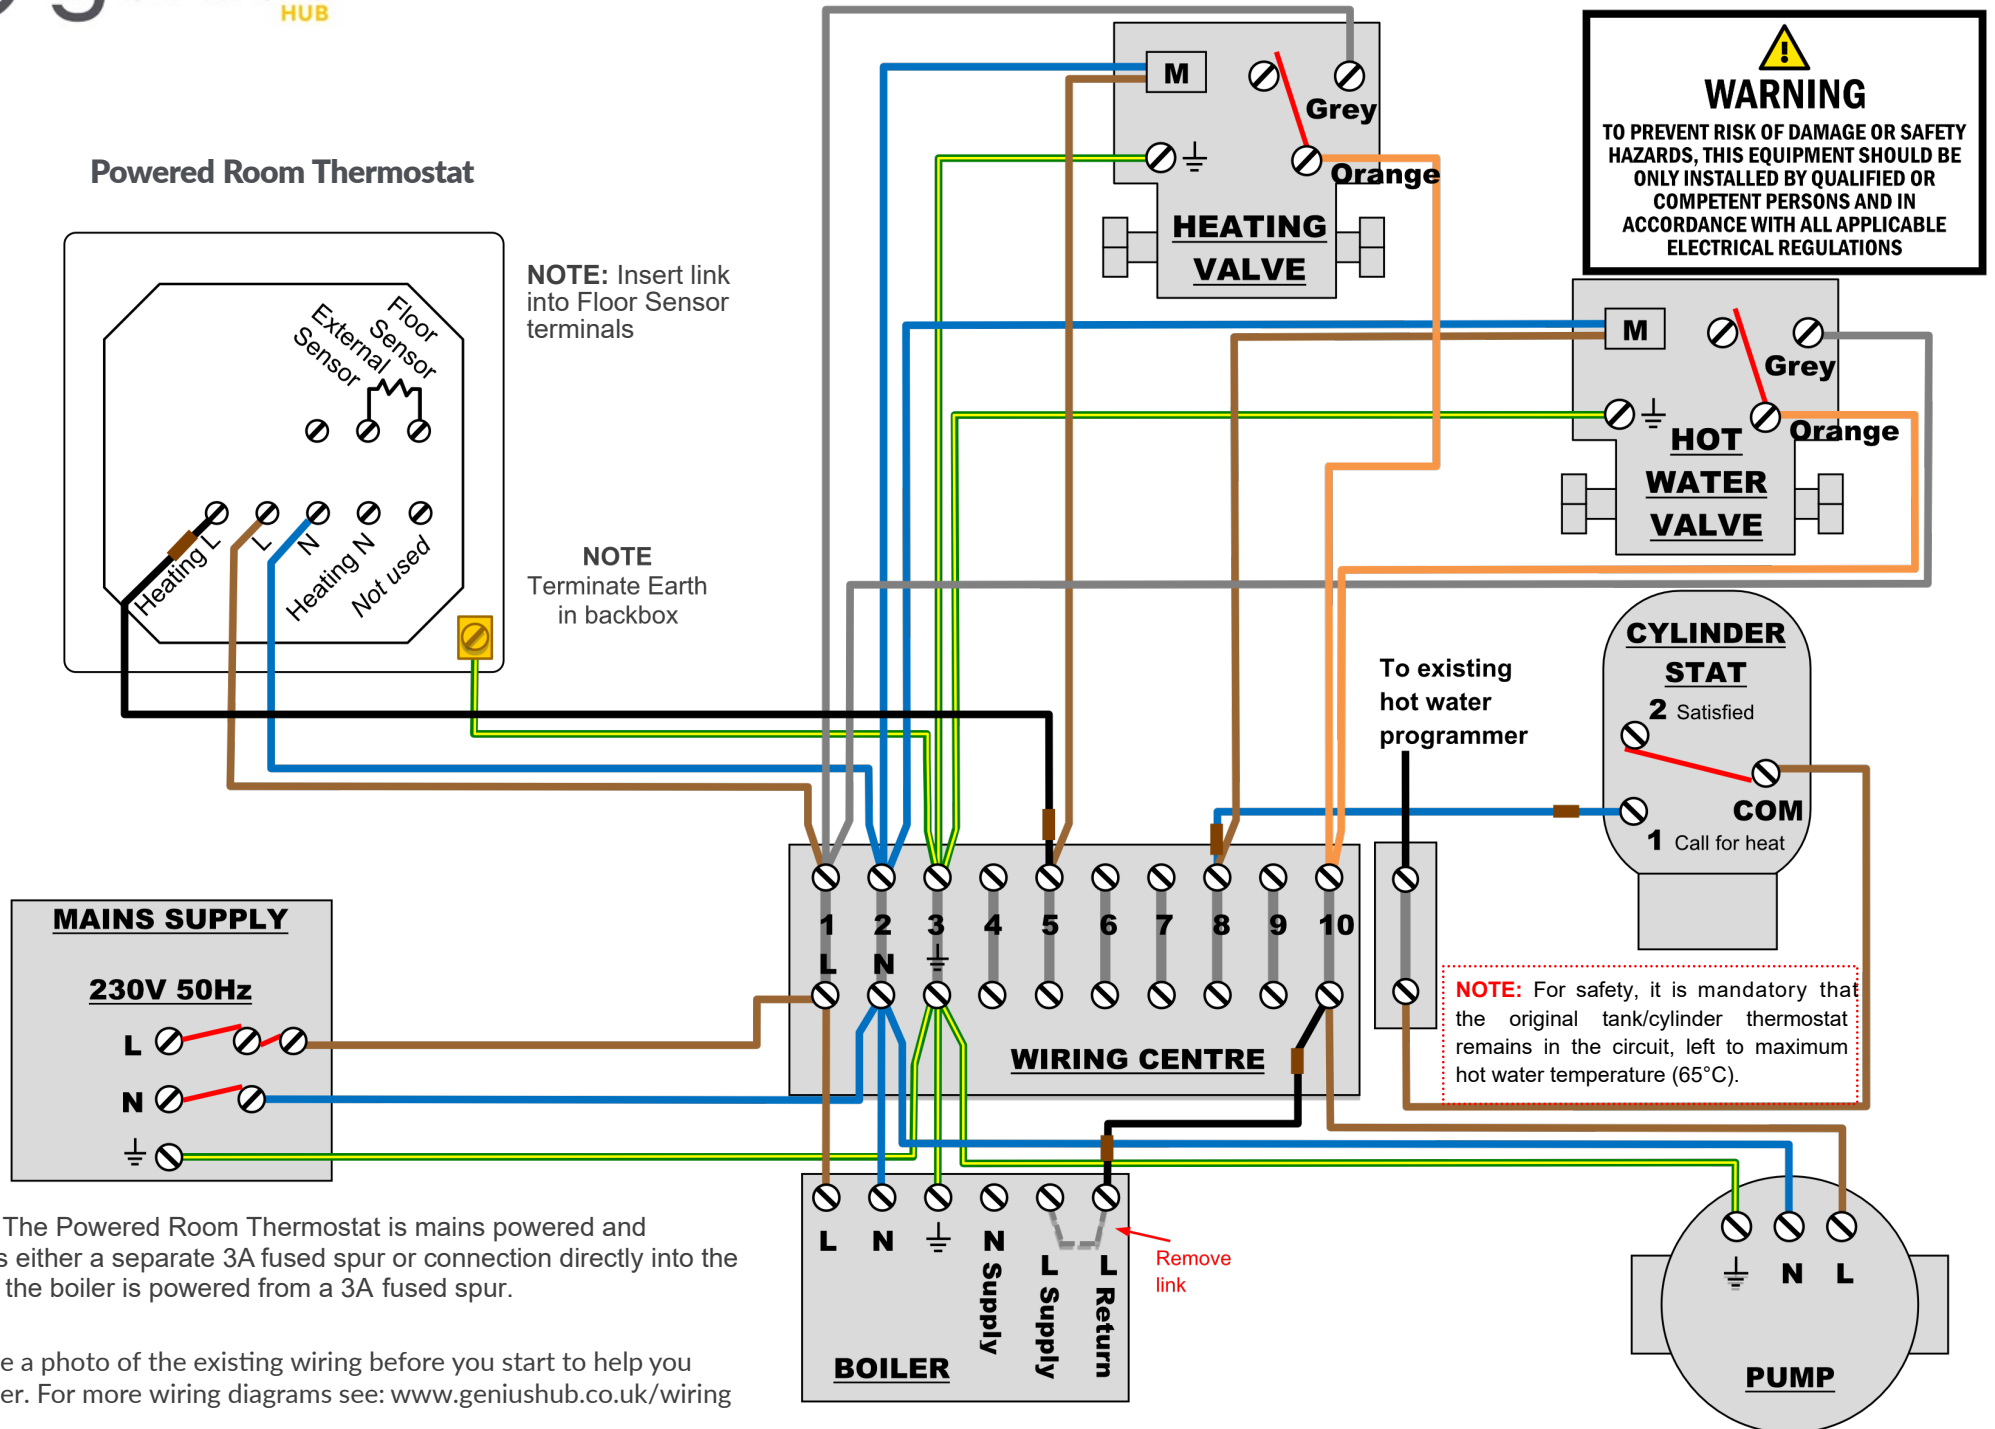 HUB
Powered Room Thermostat
NOTE: Insert link
into Floor Sensor
terminals
External
Sensor
Floor
Sensor
Heating L
L
N
Heating N
Not used
NOTE
Terminate Earth
in backbox
M
Grey
Orange
HEATING
VALVE
WARNING
TO PREVENT RISK OF DAMAGE OR SAFETY
HAZARDS, THIS EQUIPMENT SHOULD BE
ONLY INSTALLED BY QUALIFIED OR
COMPETENT PERSONS AND IN
ACCORDANCE WITH ALL APPLICABLE
ELECTRICAL REGULATIONS
M
Grey
Orange
HOT
WATER
VALVE
To existing
hot water
programmer
CYLINDER
STAT
2 Satisfied
COM
1 Call for heat
MAINS SUPPLY
230V 50Hz
L
N
1 2 3 4 5 6 7 8 9 10
L N
WIRING CENTRE
NOTE: For safety, it is mandatory that
the original tank/cylinder thermostat
remains in the circuit, left to maximum
hot water temperature (65°C).
L
N
N Supply
L Supply
L Return
Remove
link
BOILER
N
L
PUMP
The Powered Room Thermostat is mains powered and
s either a separate 3A fused spur or connection directly into the
the boiler is powered from a 3A fused spur.
e a photo of the existing wiring before you start to help you
er. For more wiring diagrams see: www.geniushub.co.uk/wiring